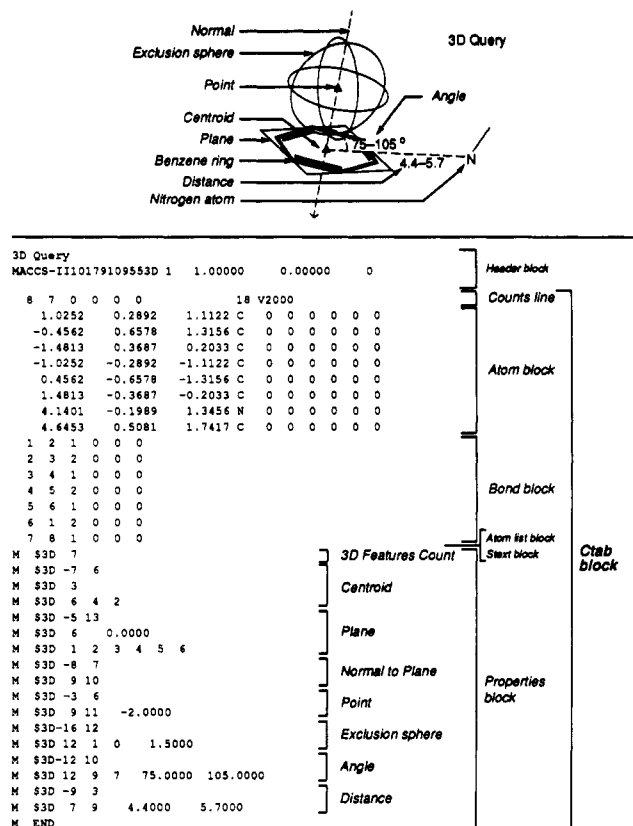 Normal
3D Query
Exclusion sphere
Point
Angle
Centroid
Plane
75–105 °
Benzene ring
4.4–5.7
N
Distance
Nitrogen atom
3D Query
MACCS-II10179109553D 1 1.00000 0.00000 0
Header block
8 7 0 0 0 18 V2000
Counts line
1.0252 0.2892 1.1122 C 0 0 0 0 0 0
-0.4562 0.6578 1.3156 C 0 0 0 0 0 0
-1.4813 0.3687 0.2033 C 0 0 0 0 0 0
-1.0252 -0.2892 -1.1122 C 0 0 0 0 0 0
Atom block
0.4562 -0.6578 -1.3156 C 0 0 0 0 0 0
1.4813 -0.3687 -0.2033 C 0 0 0 0 0 0
4.1401 -0.1989 1.3456 N 0 0 0 0 0 0
4.6453 0.5081 1.7417 C 0 0 0 0 0 0
1 2 1 0 0 0
2 3 2 0 0 0
3 4 1 0 0 0
4 5 2 0 0 0
Bond block
5 6 1 0 0 0
6 1 2 0 0 0
7 8 1 0 0 0
Atom list block
M $3D 7
3D Features Count
Stext block
Ctab block
M $3D -7 6
M $3D 3
Centroid
M $3D 6 4 2
M $3D -5 13
M $3D 6 0.0000
Plane
M $3D 1 2 3 4 5 6
M $3D -8 7
Normal to Plane
M $3D 9 10
Properties block
M $3D -3 6
Point
M $3D 9 11 -2.0000
M $3D-16 12
Exclusion sphere
M $3D 12 1 0 1.5000
M $3D-12 10
Angle
M $3D 12 9 7 75.0000 105.0000
M $3D -9 3
Distance
M $3D 7 9 4.4000 5.7000
M END